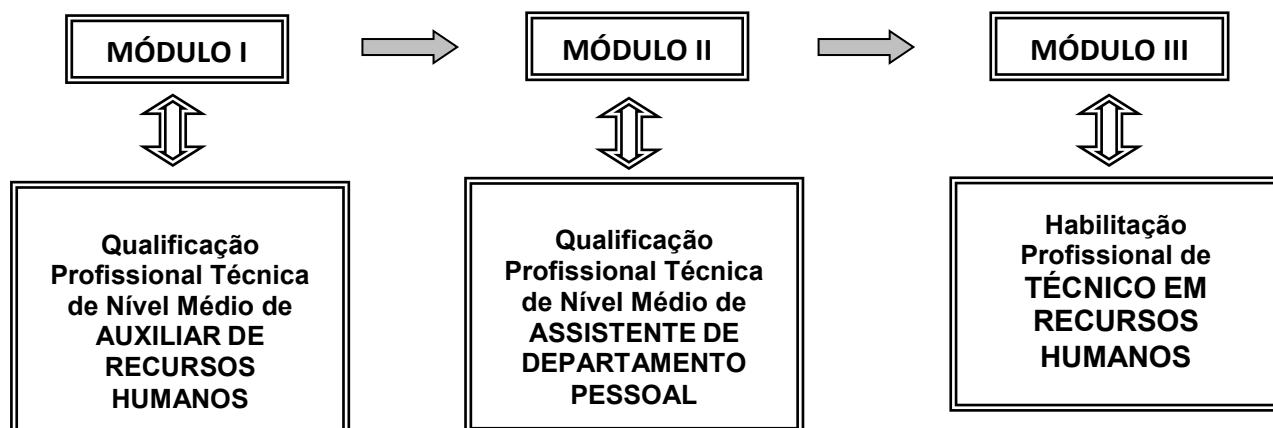 MÓDULO I
MÓDULO II
MÓDULO III
Qualificação
Profissional Técnica
de Nível Médio de
AUXILIAR DE
RECURSOS
HUMANOS
Qualificação
Profissional Técnica
de Nível Médio de
ASSISTENTE DE
DEPARTAMENTO
PESSOAL
Habilitação
Profissional de
TÉCNICO EM
RECURSOS
HUMANOS